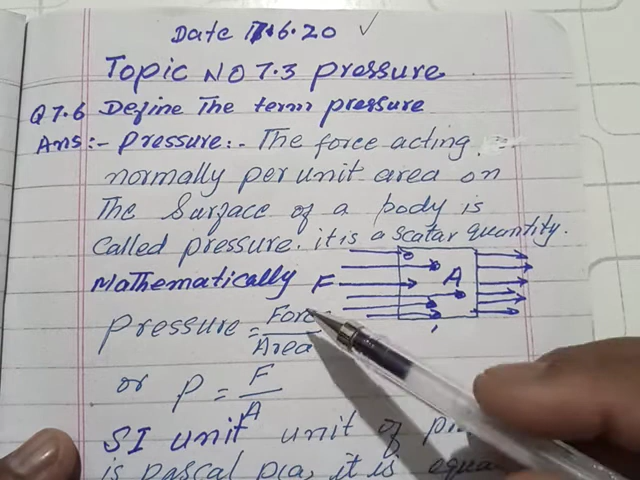 Date 17.6.20
Topic NO 7.3 pressure
Q 7.6 Define The term pressure
Ans:- Pressure:- The force acting
normally per unit area on
The Surface of a body is
called pressure. it is a scatar quantity.
Mathematically F A
Pressure = Force
Area
or P = F
A
SI unit unit of
is pascal pa, it is